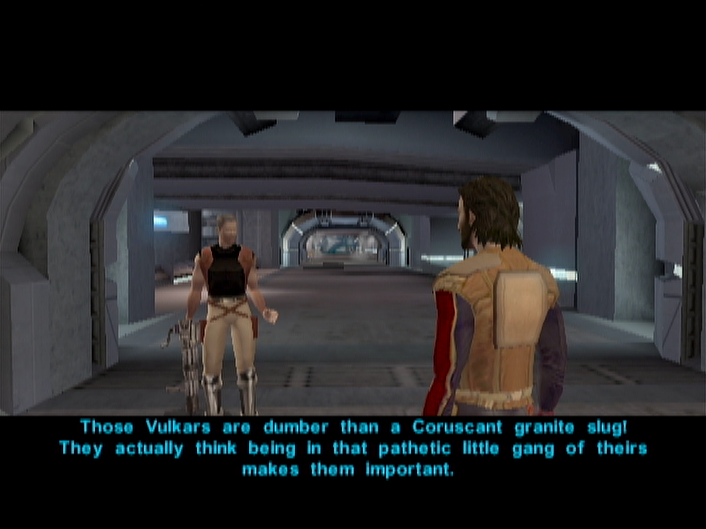 Those Vulkars are dumber than a Coruscant granite slug!
They actually think being in that pathetic little gang of theirs
makes them important.